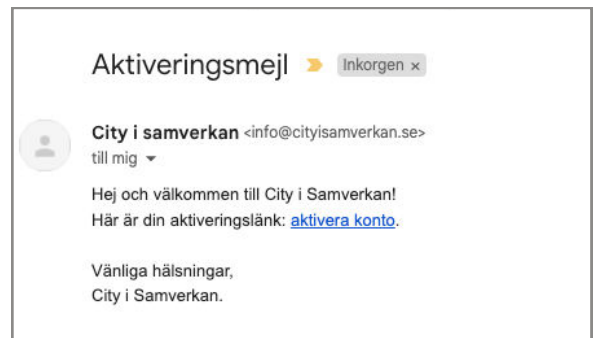 Aktiveringsmejl Inkorgen ×
City i samverkan <info@cityisamverkan.se>
till mig
Hej och välkommen till City i Samverkan!
Här är din aktiveringslänk: aktivera konto.
Vänliga hälsningar,
City i Samverkan.